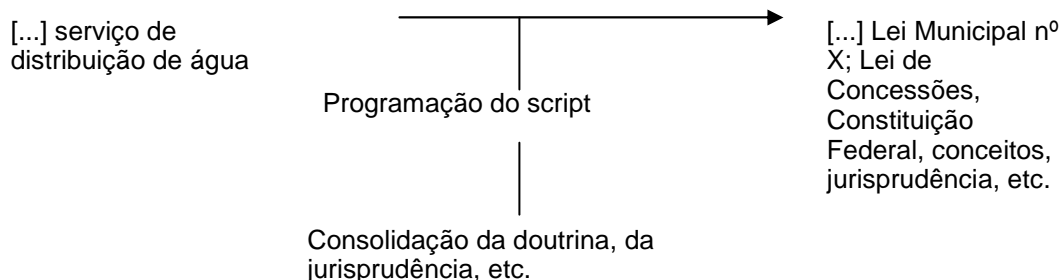 [...] serviço de
distribuição de água
Programação do script
Consolidação da doutrina, da
jurisprudência, etc.
[...] Lei Municipal nº
X; Lei de
Concessões,
Constituição
Federal, conceitos,
jurisprudência, etc.